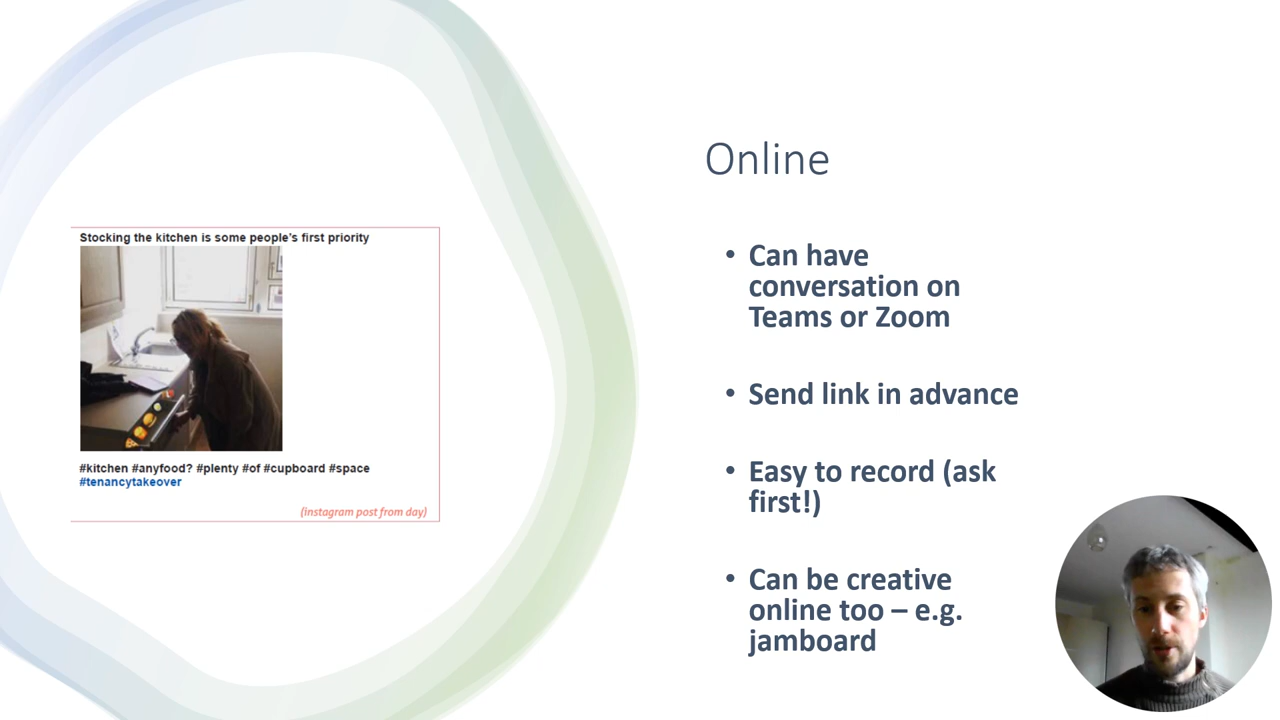 Stocking the kitchen is some people's first priority
#kitchen #anyfood? #plenty #of #cupboard #space
#tenancytakeover
(instagram post from day)
Online
• Can have
conversation on
Teams or Zoom
• Send link in advance
• Easy to record (ask
first!)
• Can be creative
online too – e.g.
jamboard